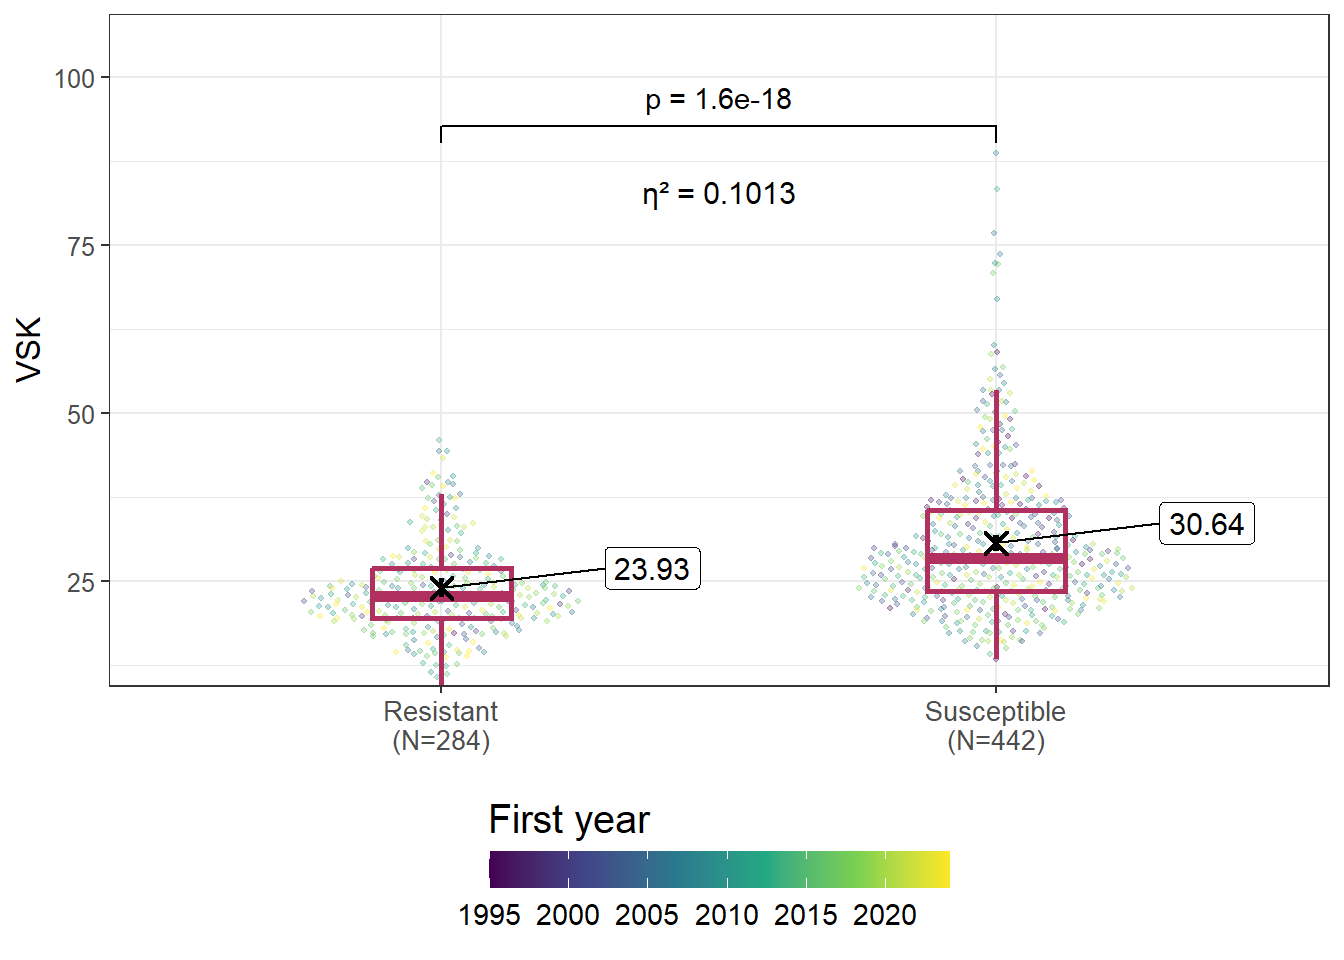 100
75
50
25
VSK
p = 1.6e-18
η² = 0.1013
23.93
30.64
Resistant
(N=284)
Susceptible
(N=442)
First year
1995 2000 2005 2010 2015 2020